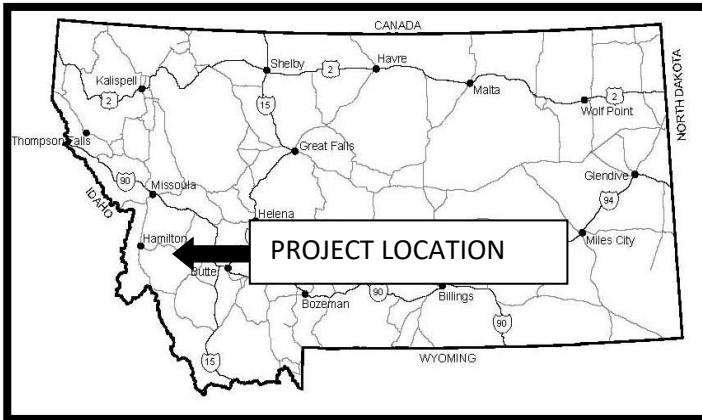 CANADA
Shelby
Havre
2
Kalispell
2
15
Malta
2
Wolf Point
NORTH DAKOTA
Thompson Falls
Great Falls
Glendive
90
Missoula
94
IDAHO
Helena
Hamilton
PROJECT LOCATION
Miles City
Butte
90
Billings
Bozeman
90
WYOMING
15